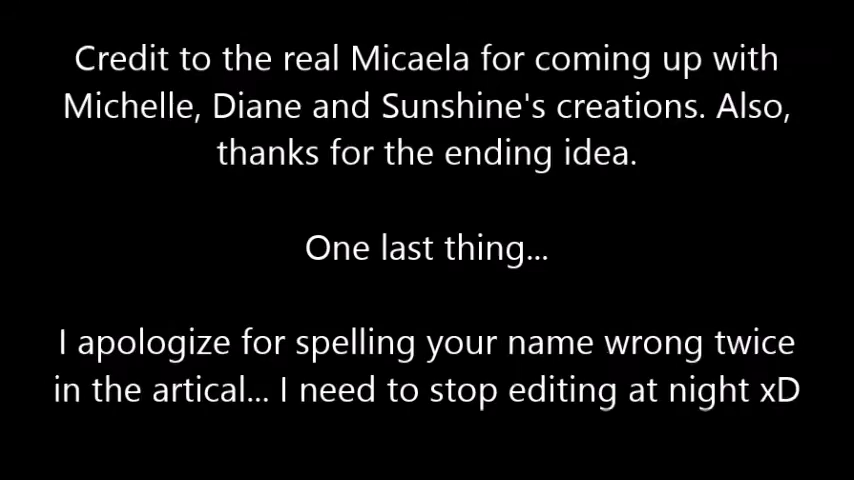 Credit to the real Micaela for coming up with
Michelle, Diane and Sunshine's creations. Also,
thanks for the ending idea.
One last thing...
I apologize for spelling your name wrong twice
in the artical... I need to stop editing at night xD